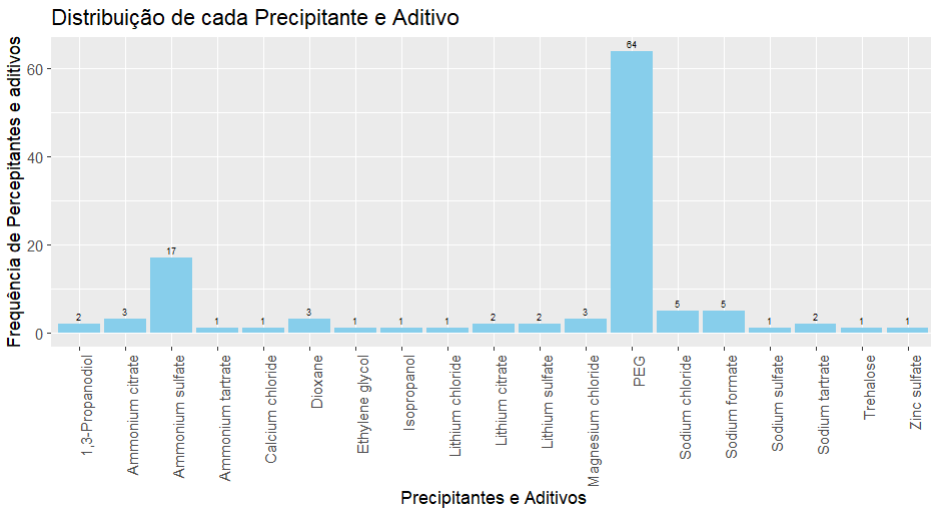 Distribuição de cada Precipitante e Aditivo
Frequência de Percepitantes e aditivos
60
40
20
0
2
3
17
1
1
3
1
1
1
2
2
3
64
5
5
1
2
1
1
1,3-Propanodiol
Ammonium citrate
Ammonium sulfate
Ammonium tartrate
Calcium chloride
Dioxane
Ethylene glycol
Isopropanol
Lithium chloride
Lithium citrate
Lithium sulfate
Magnesium chloride
PEG
Sodium chloride
Sodium formate
Sodium sulfate
Sodium tartrate
Trehalose
Zinc sulfate
Precipitantes e Aditivos